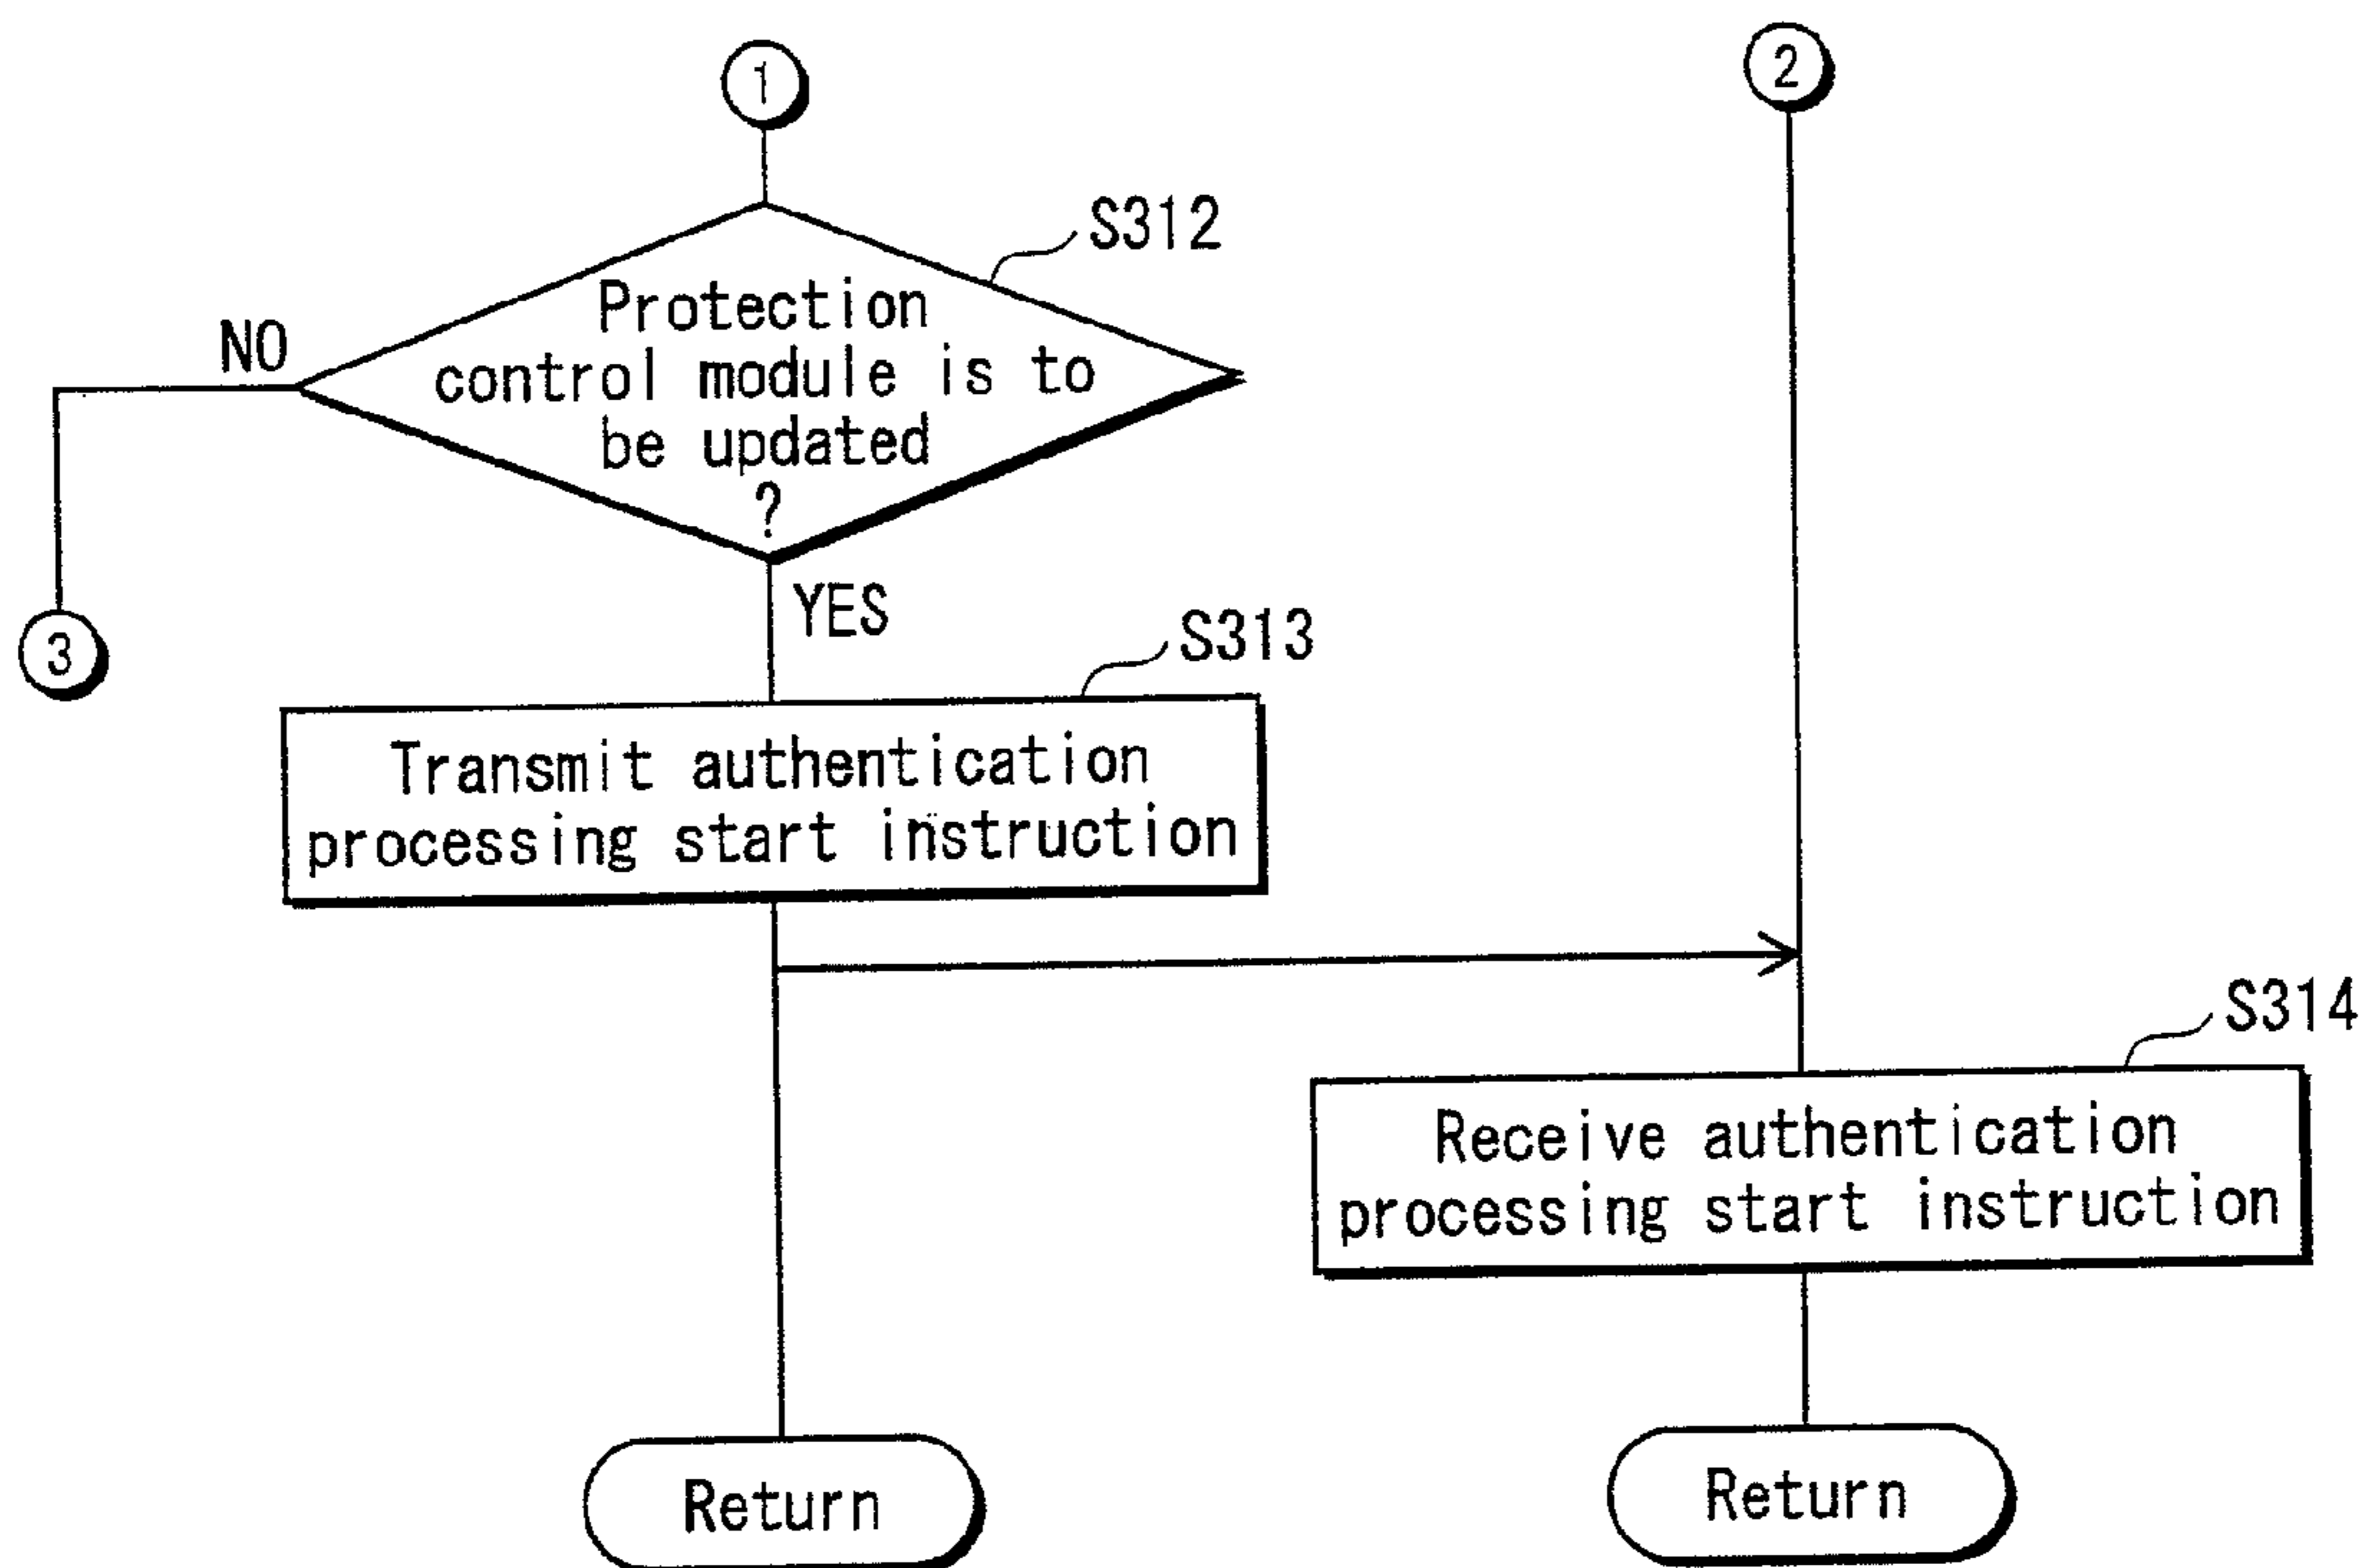 1
2
S312
Protection
control module is to
be updated
?
NO
YES
3
S313
Transmit authentication
processing start instruction
S314
Receive authentication
processing start instruction
Return
Return